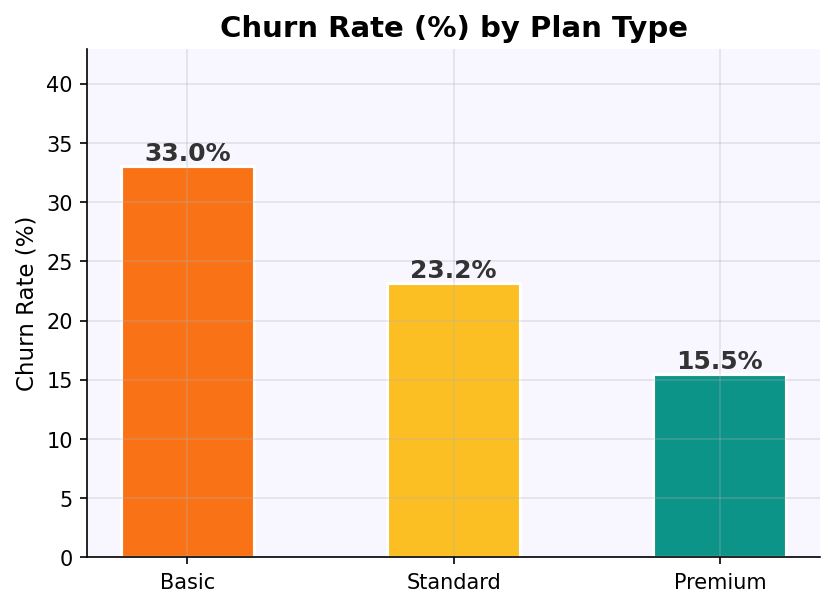 Churn Rate (%) by Plan Type
Churn Rate (%)
40
35
30
25
20
15
10
5
0
33.0%
23.2%
15.5%
Basic
Standard
Premium